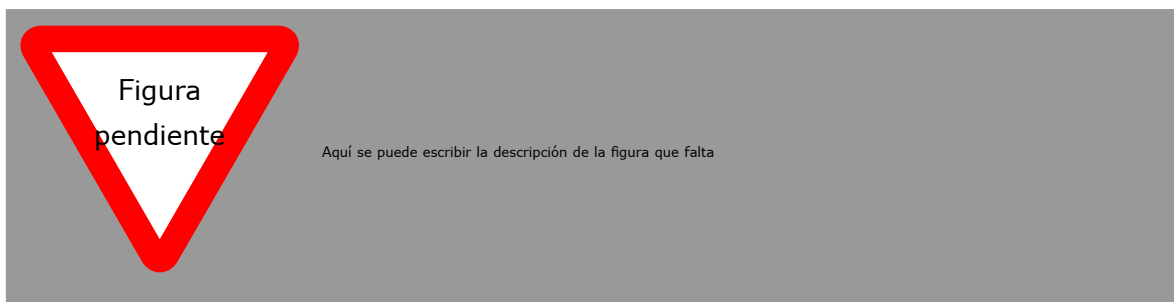 Figura
pendiente
Aquí se puede escribir la descripción de la figura que falta